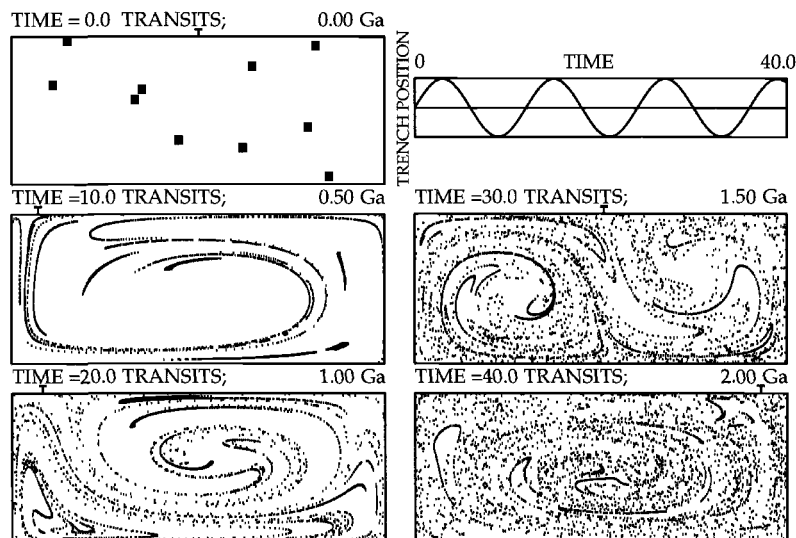 TIME = 0.0 TRANSITS; 0.00 Ga
0 TIME 40.0
TRENCH POSITION
TIME =10.0 TRANSITS; 0.50 Ga
TIME =30.0 TRANSITS; 1.50 Ga
TIME =20.0 TRANSITS; 1.00 Ga
TIME =40.0 TRANSITS; 2.00 Ga